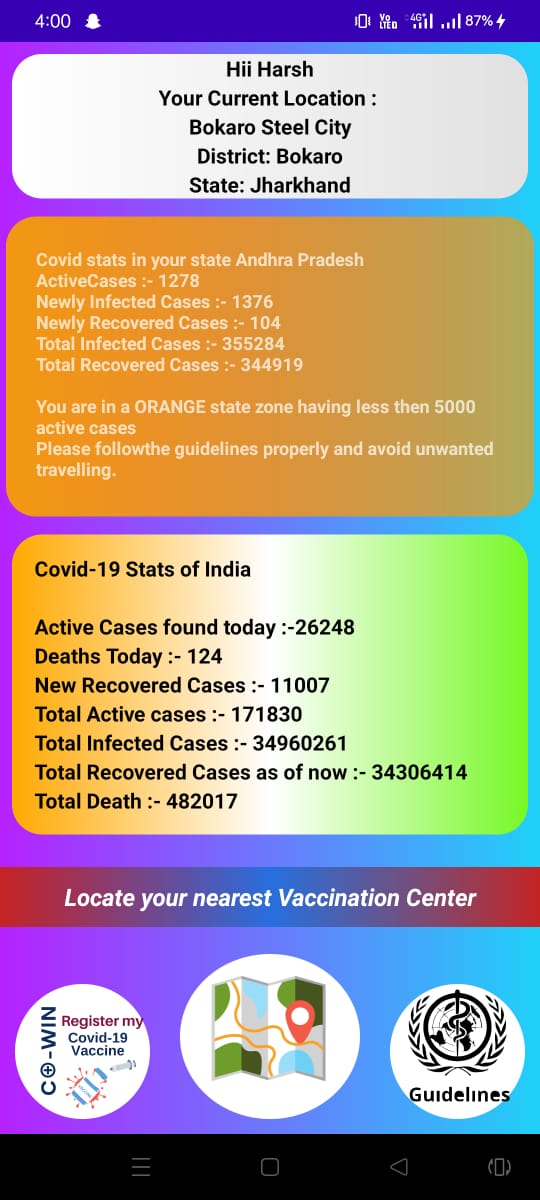 4:00
Vo
LTED
4G+
87%
Hii Harsh
Your Current Location :
Bokaro Steel City
District: Bokaro
State: Jharkhand
Covid stats in your state Andhra Pradesh
ActiveCases :- 1278
Newly Infected Cases :- 1376
Newly Recovered Cases :- 104
Total Infected Cases :- 355284
Total Recovered Cases :- 344919
You are in a ORANGE state zone having less then 5000
active cases
Please followthe guidelines properly and avoid unwanted
travelling.
Covid-19 Stats of India
Active Cases found today :-26248
Deaths Today :- 124
New Recovered Cases :- 11007
Total Active cases :- 171830
Total Infected Cases :- 34960261
Total Recovered Cases as of now :- 34306414
Total Death :- 482017
Locate your nearest Vaccination Center
CO-WIN
Register my
Covid-19
Vaccine
Guidelines